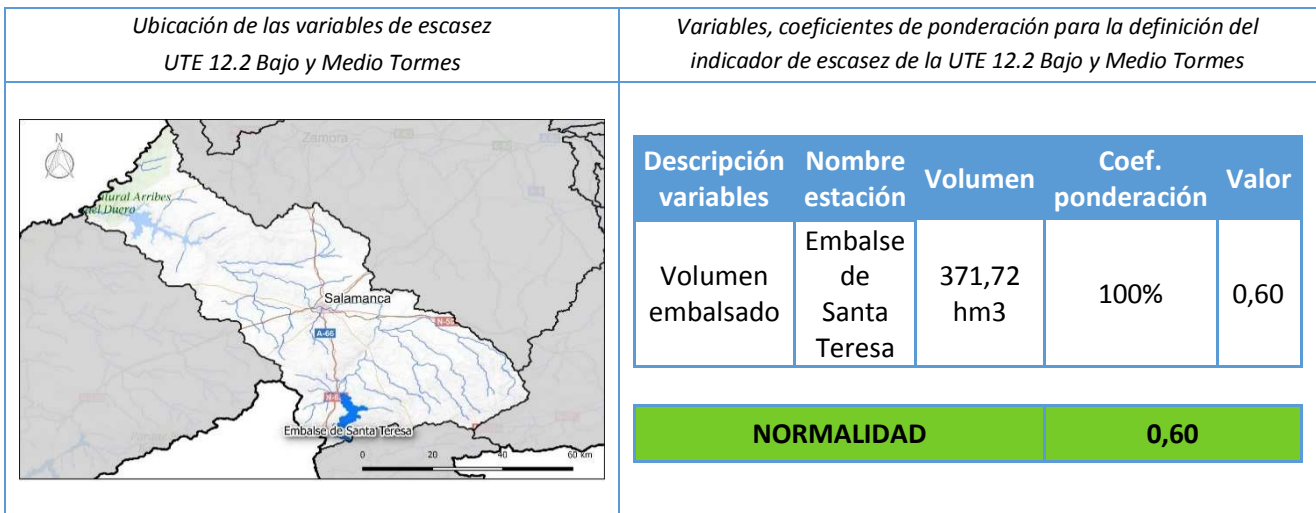 Ubicación de las variables de escasez
UTE 12.2 Bajo y Medio Tormes
Variables, coeficientes de ponderación para la definición del
indicador de escasez de la UTE 12.2 Bajo y Medio Tormes
N
Zamora
Natural Arribes
del Duero
Salamanca
A-66
Embalse de Santa Teresa
0 20 40 60 km
Descripción variables Nombre estación Volumen Coef. ponderación Valor
Volumen embalsado Embalse de Santa Teresa 371,72 hm3 100% 0,60
NORMALIDAD 0,60